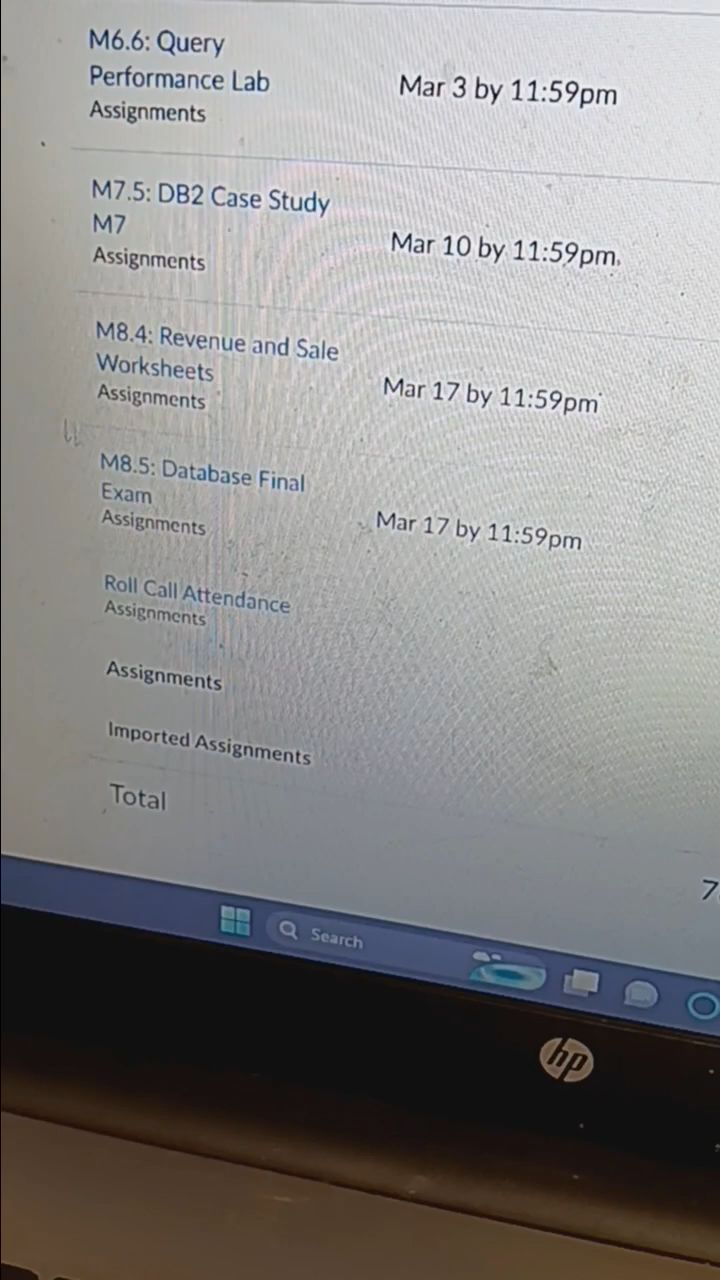 M6.6: Query
Performance Lab
Assignments
Mar 3 by 11:59pm
M7.5: DB2 Case Study
M7
Assignments
Mar 10 by 11:59pm
M8.4: Revenue and Sale
Worksheets
Assignments
Mar 17 by 11:59pm
M8.5: Database Final
Exam
Assignments
Mar 17 by 11:59pm
Roll Call Attendance
Assignments
Assignments
Imported Assignments
Total
7
Search
hp